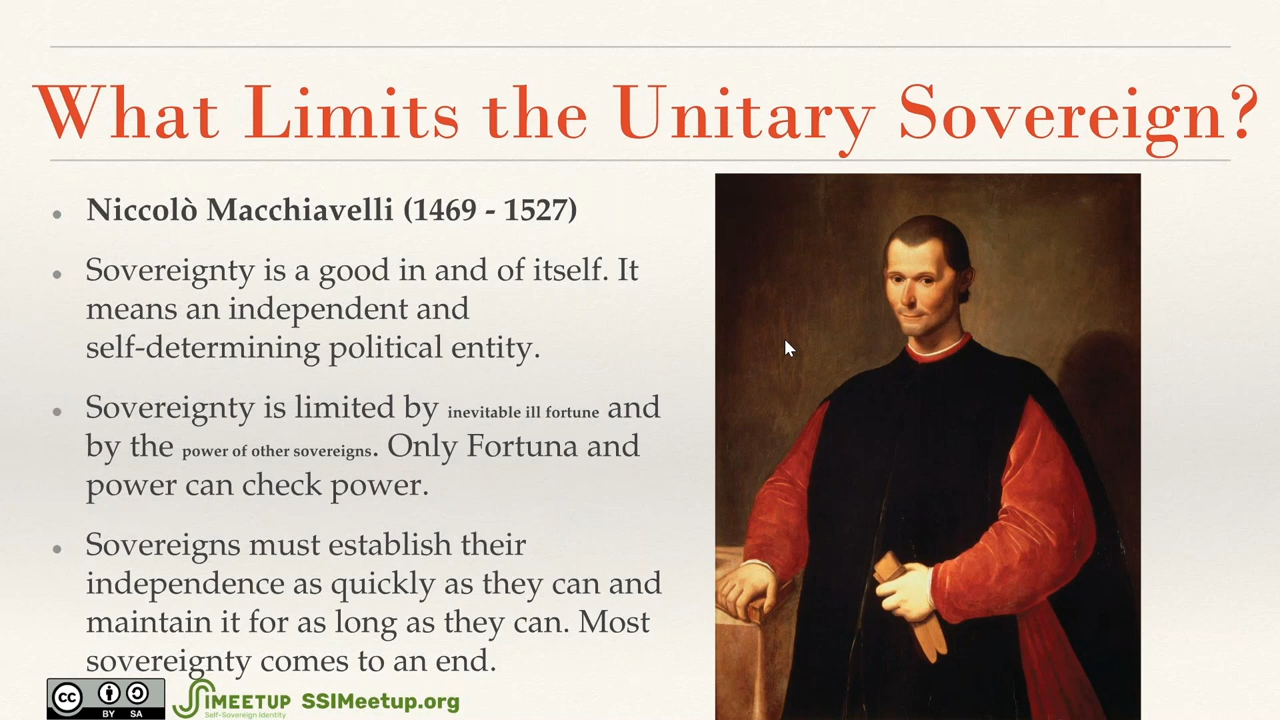 What Limits the Unitary Sovereign?
Niccolò Macchiavelli (1469 - 1527)
Sovereignty is a good in and of itself. It
means an independent and
self-determining political entity.
Sovereignty is limited by inevitable ill fortune and
by the power of other sovereigns. Only Fortuna and
power can check power.
Sovereigns must establish their
independence as quickly as they can and
maintain it for as long as they can. Most
sovereignty comes to an end.
cc BY SA
SSIMEETUP SSIMeetup.org
Self-Sovereign Identity